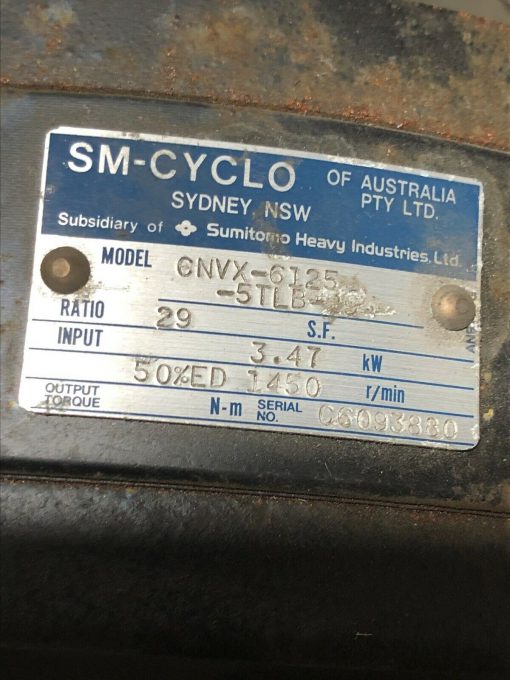 SM-CYCLO OF AUSTRALIA PTY LTD.
SYDNEY, NSW
Subsidiary of Sumitomo Heavy Industries, Ltd.
MODEL CNVX-6125
-5TLB-
RATIO 29 S.F.
INPUT 3.47 kW
50%ED 1450 r/min
OUTPUT TORQUE N-m SERIAL NO. C6093880